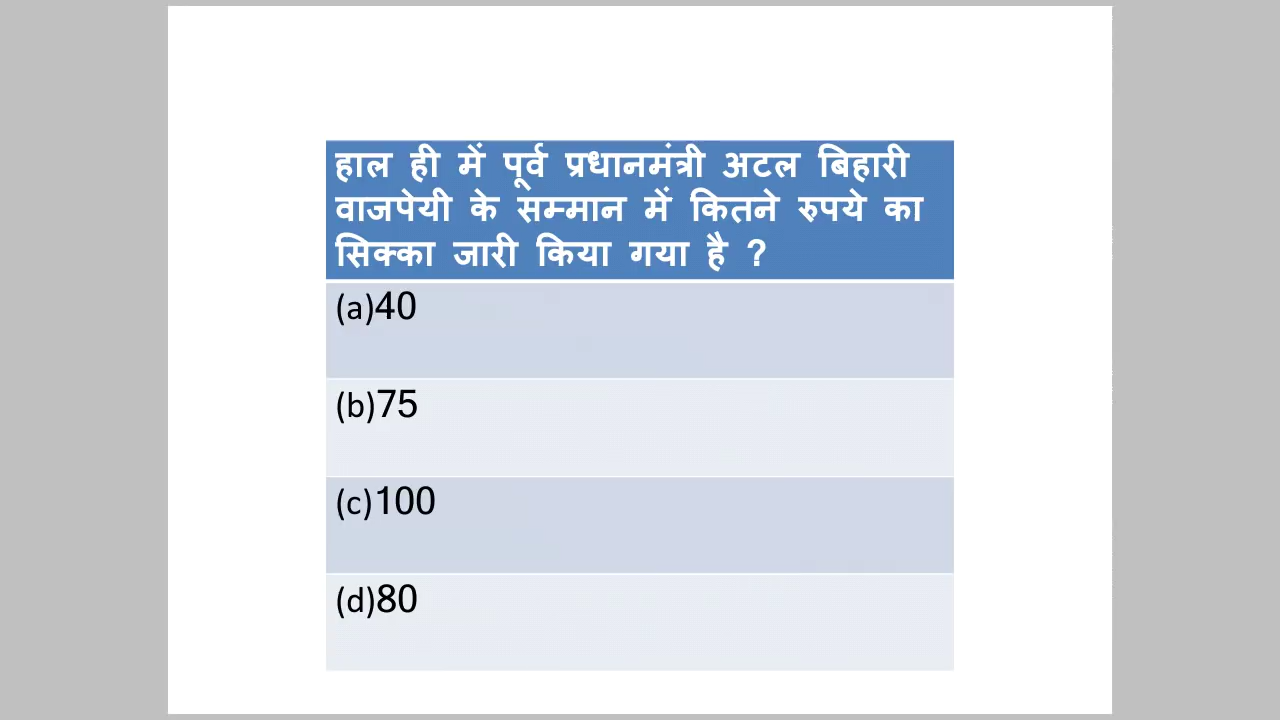 हाल ही में पूर्व प्रधानमंत्री अटल बिहारी
वाजपेयी के सम्मान में कितने रुपये का
सिक्का जारी किया गया है ?
(a)40
(b)75
(c)100
(d)80